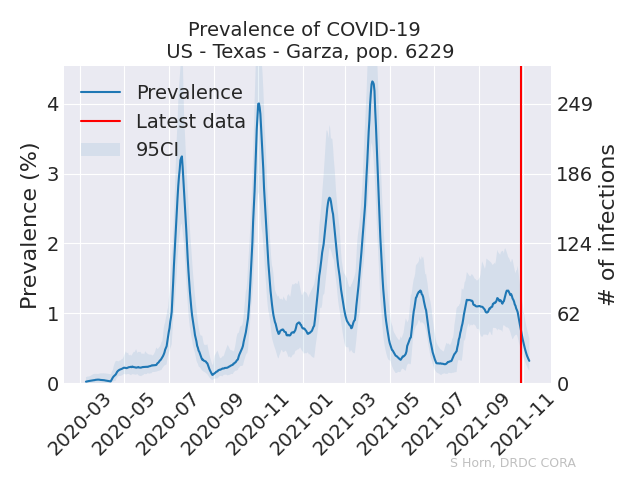 Prevalence of COVID-19
US - Texas - Garza, pop. 6229
Prevalence
Latest data
95CI
Prevalence (%)
4
3
2
1
0
# of infections
249
186
124
62
0
2020-03
2020-05
2020-07
2020-09
2020-11
2021-01
2021-03
2021-05
2021-07
2021-09
2021-11
S Horn, DRDC CORA